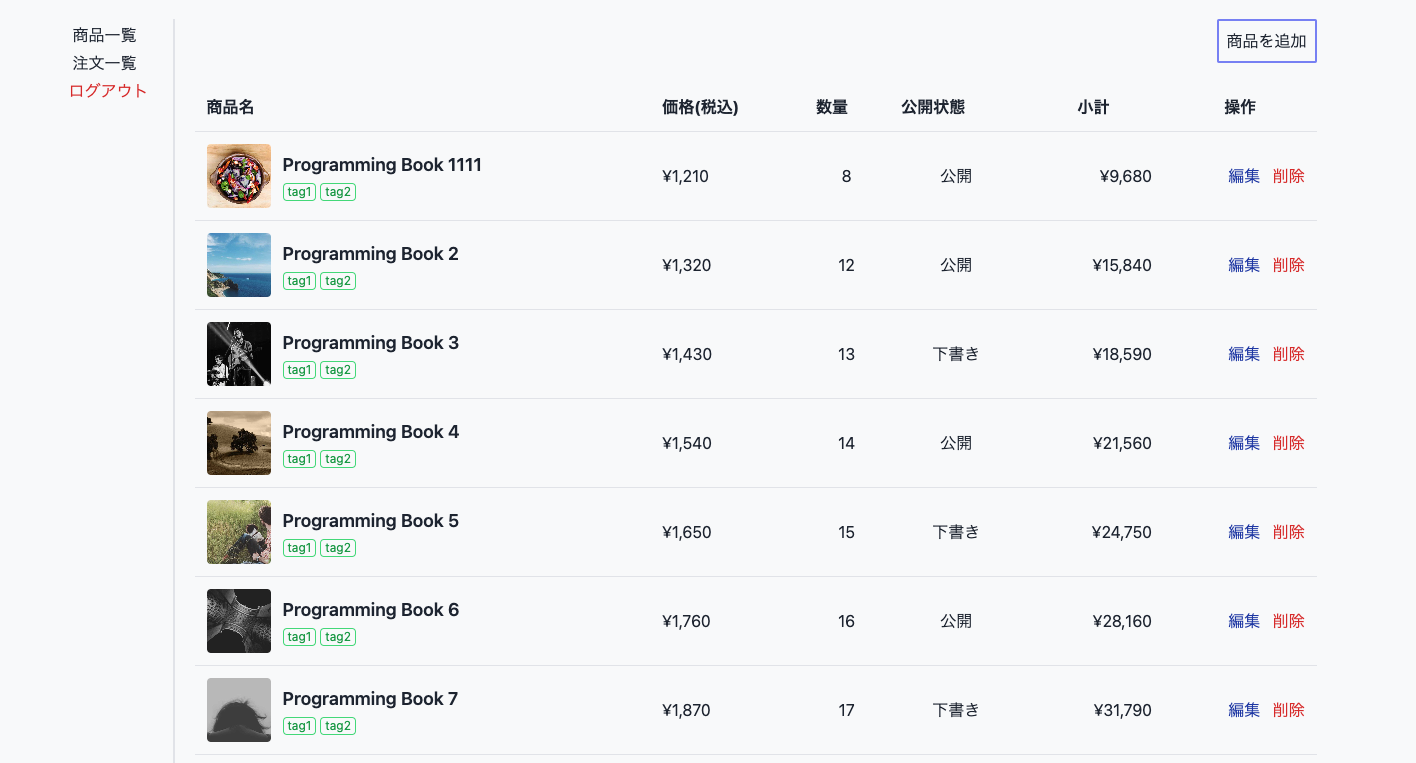 商品一覧
注文一覧
ログアウト
商品を追加
商品名 価格(税込) 数量 公開状態 小計 操作
Programming Book 1111
tag1 tag2
¥1,210 8 公開 ¥9,680 編集 削除
Programming Book 2
tag1 tag2
¥1,320 12 公開 ¥15,840 編集 削除
Programming Book 3
tag1 tag2
¥1,430 13 下書き ¥18,590 編集 削除
Programming Book 4
tag1 tag2
¥1,540 14 公開 ¥21,560 編集 削除
Programming Book 5
tag1 tag2
¥1,650 15 下書き ¥24,750 編集 削除
Programming Book 6
tag1 tag2
¥1,760 16 公開 ¥28,160 編集 削除
Programming Book 7
tag1 tag2
¥1,870 17 下書き ¥31,790 編集 削除